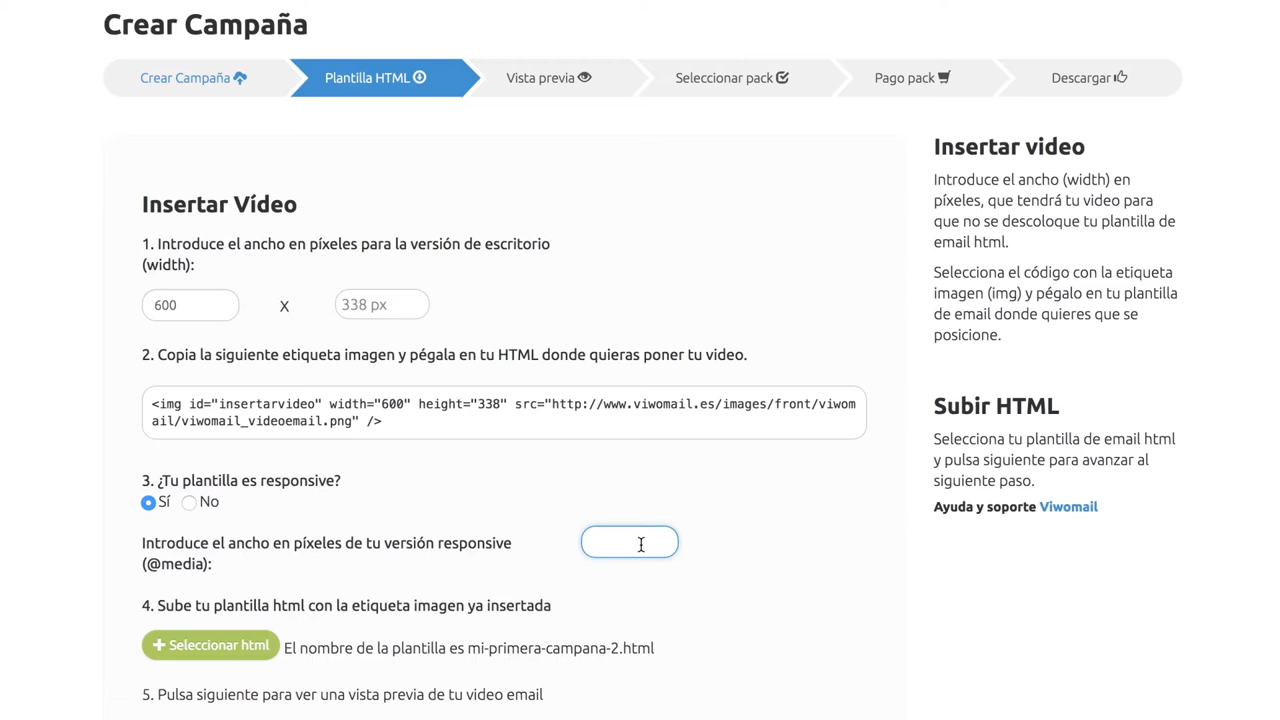 Crear Campaña
Crear Campaña
Plantilla HTML
Vista previa
Seleccionar pack
Pago pack
Descargar
Insertar Vídeo
1. Introduce el ancho en píxeles para la versión de escritorio
(width):
600 X 338 px
2. Copia la siguiente etiqueta imagen y pégala en tu HTML donde quieras poner tu video.
<img id="insertarvideo" width="600" height="338" src="http://www.viwomail.es/images/front/viwom
ail/viwomail_videoemail.png" />
3. ¿Tu plantilla es responsive?
Sí No
Introduce el ancho en píxeles de tu versión responsive
(@media):
4. Sube tu plantilla html con la etiqueta imagen ya insertada
Seleccionar html El nombre de la plantilla es mi-primera-campana-2.html
5. Pulsa siguiente para ver una vista previa de tu video email
Insertar video
Introduce el ancho (width) en
píxeles, que tendrá tu video para
que no se descoloque tu plantilla de
email html.
Selecciona el código con la etiqueta
imagen (img) y pégalo en tu plantilla
de email donde quieres que se
posicione.
Subir HTML
Selecciona tu plantilla de email html
y pulsa siguiente para avanzar al
siguiente paso.
Ayuda y soporte Viwomail